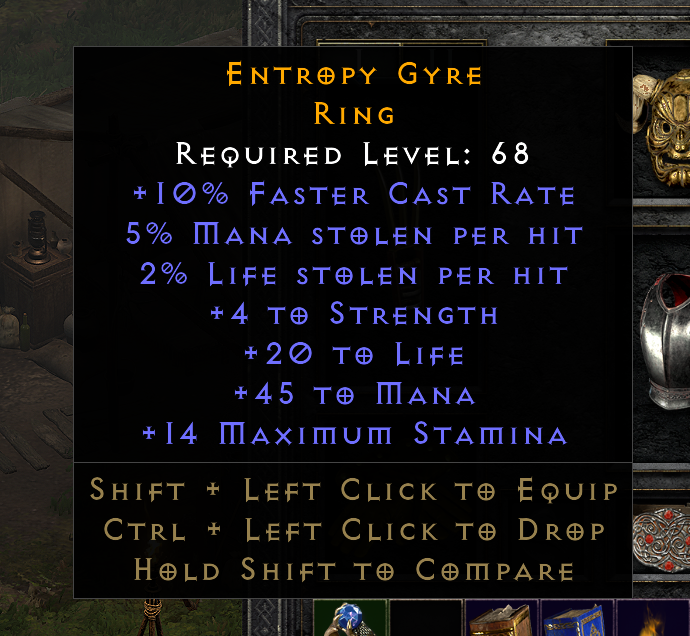 Entropy Gyre
Ring
Required Level: 68
+10% Faster Cast Rate
5% Mana stolen per hit
2% Life stolen per hit
+4 to Strength
+20 to Life
+45 to Mana
+14 Maximum Stamina
Shift + Left Click to Equip
Ctrl + Left Click to Drop
Hold Shift to Compare